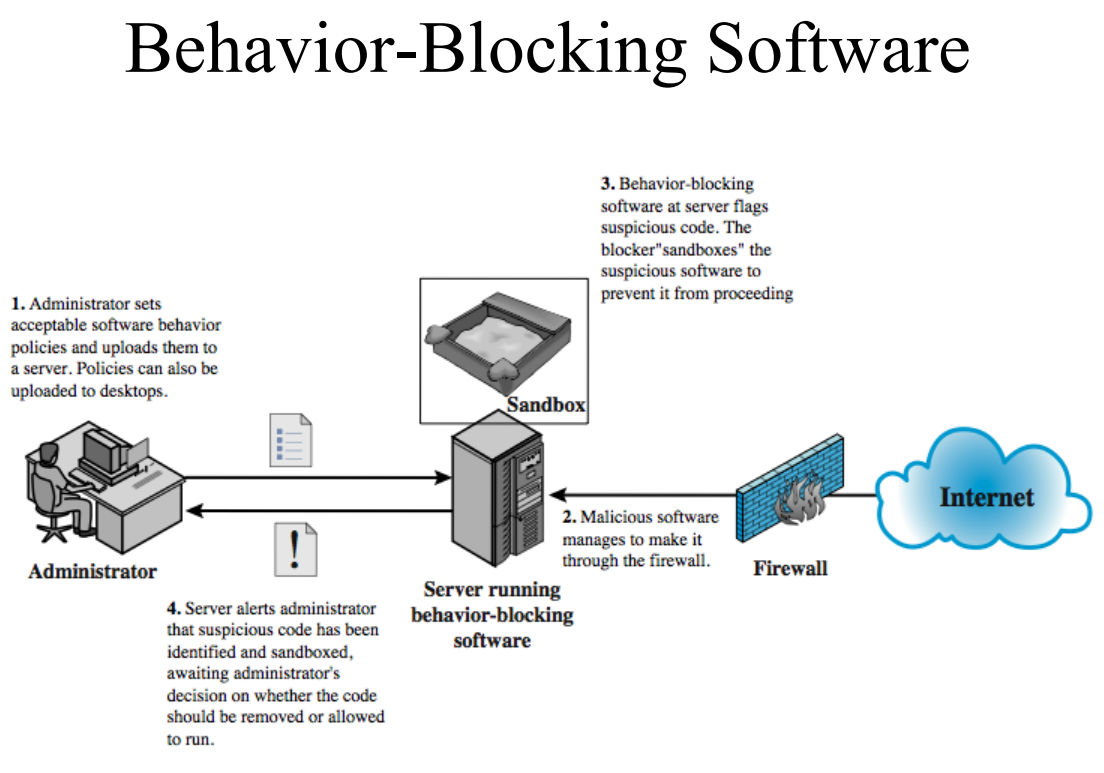 Behavior-Blocking Software
3. Behavior-blocking
software at server flags
suspicious code. The
blocker"sandboxes" the
suspicious software to
prevent it from proceeding
1. Administrator sets
acceptable software behavior
policies and uploads them to
a server. Policies can also be
uploaded to desktops.
Sandbox
Internet
2. Malicious software
manages to make it
through the firewall.
Firewall
Administrator
Server running
behavior-blocking
software
!
4. Server alerts administrator
that suspicious code has been
identified and sandboxed,
awaiting administrator's
decision on whether the code
should be removed or allowed
to run.